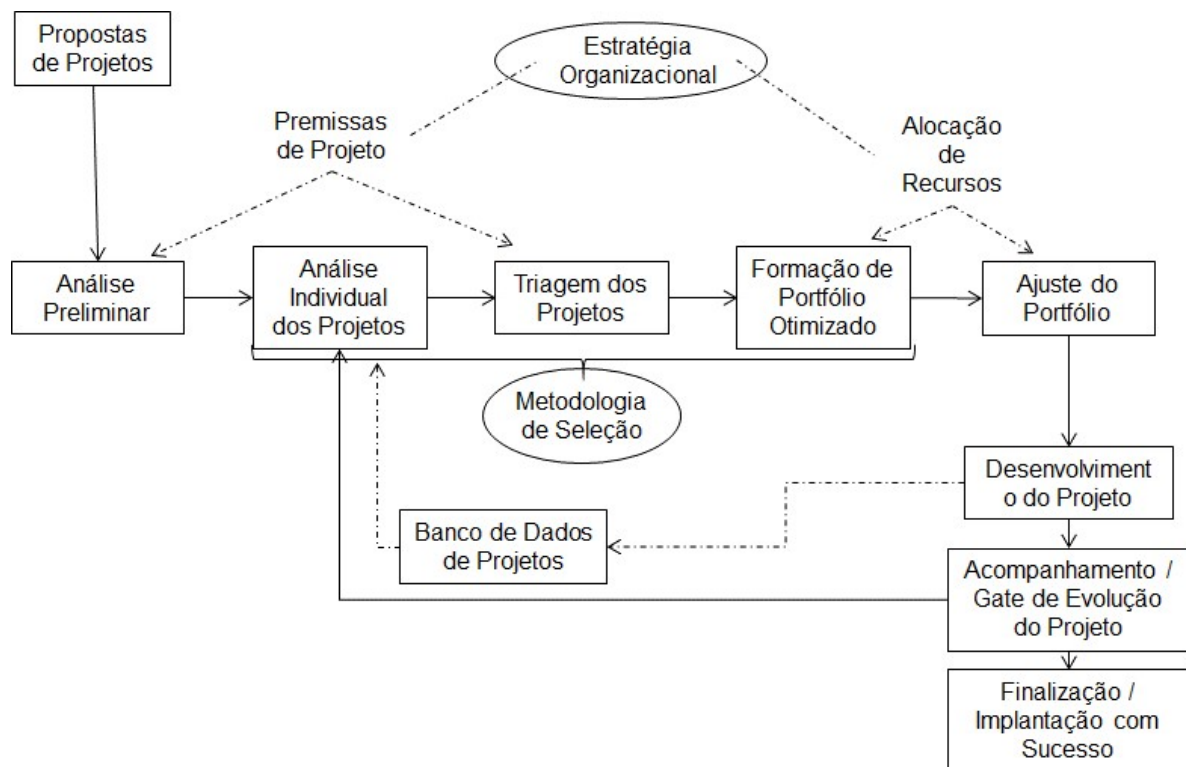 Propostas
de Projetos
Estratégia
Organizacional
Premissas
de Projeto
Alocação
de
Recursos
Análise
Preliminar
Análise
Individual
dos Projetos
Triagem dos
Projetos
Formação de
Portfólio
Otimizado
Ajuste do
Portfólio
Metodologia
de Seleção
Desenvolviment
o do Projeto
Banco de Dados
de Projetos
Acompanhamento /
Gate de Evolução
do Projeto
Finalização /
Implantação com
Sucesso